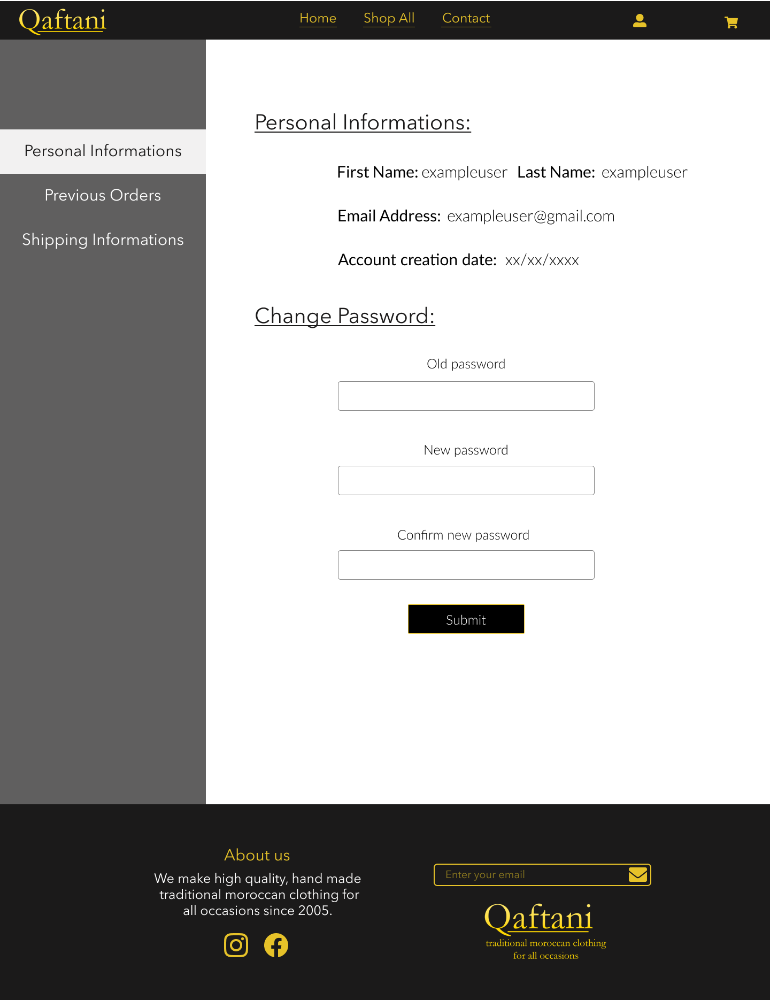 Qaftani
Home Shop All Contact
Personal Informations
Previous Orders
Shipping Informations
Personal Informations:
First Name: exampleuser Last Name: exampleuser
Email Address: exampleuser@gmail.com
Account creation date: xx/xx/xxxx
Change Password:
Old password
New password
Confirm new password
Submit
About us
We make high quality, hand made
traditional moroccan clothing for
all occasions since 2005.
Enter your email
Qaftani
traditional moroccan clothing
for all occasions